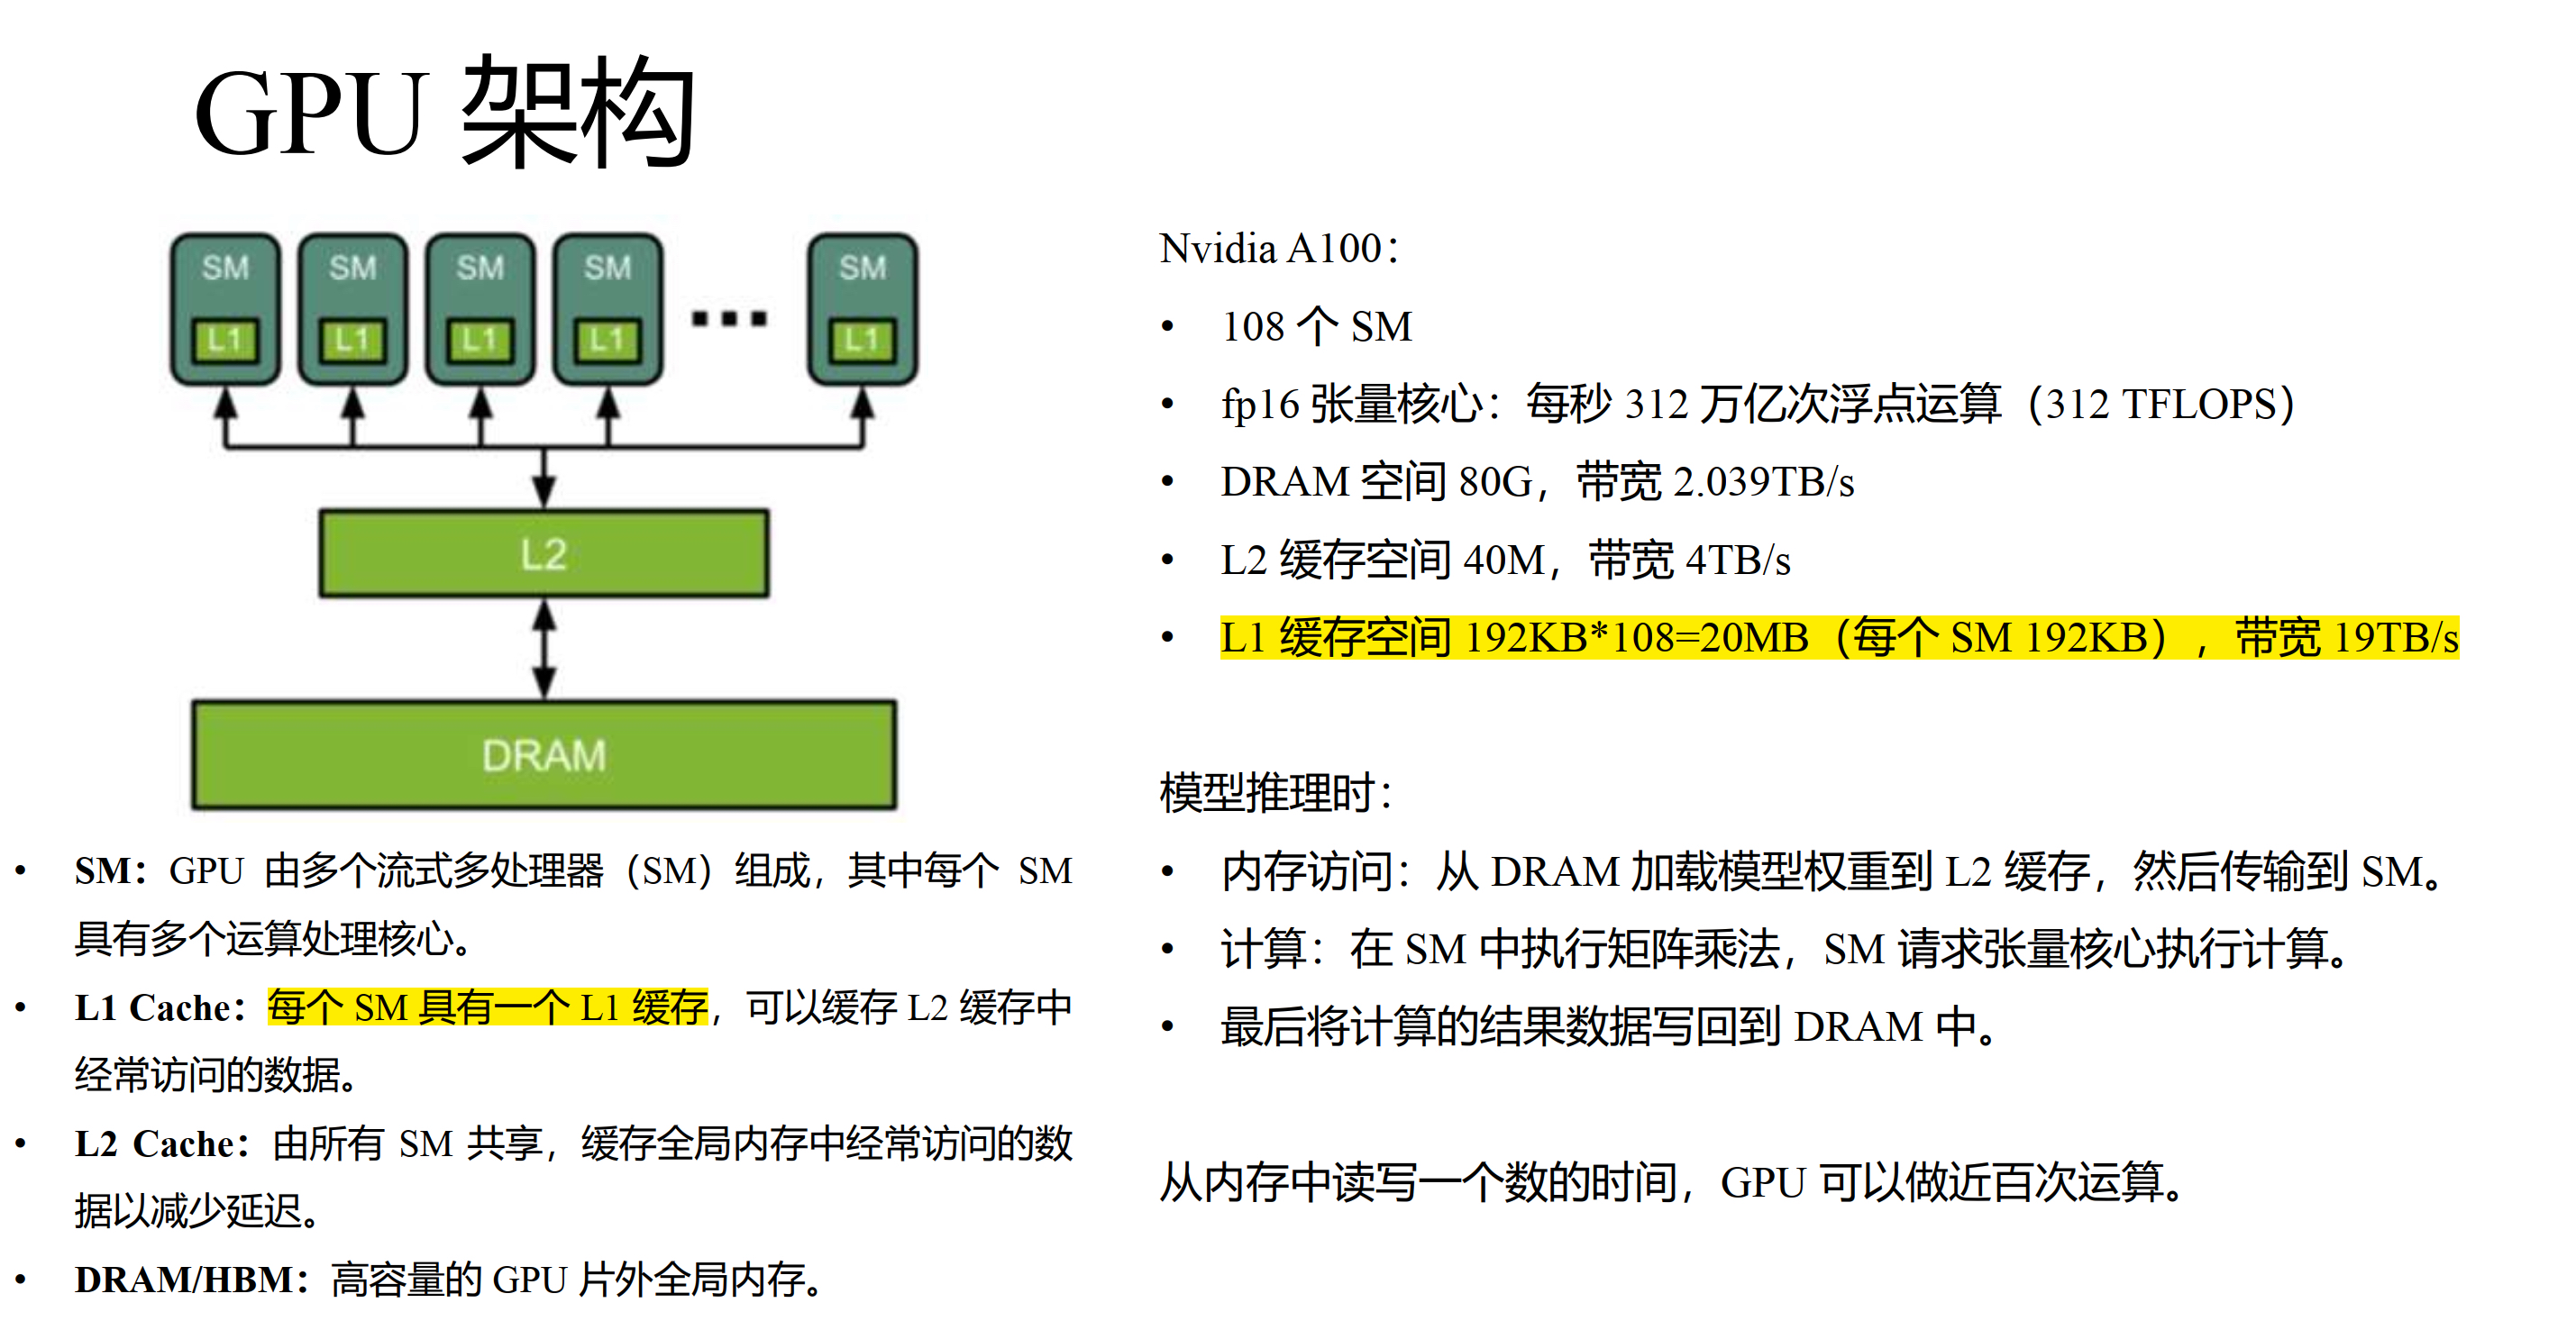 GPU 架构
SM SM SM SM SM
L1 L1 L1 L1 ... L1
L2
DRAM
• SM：GPU 由多个流式多处理器（SM）组成，其中每个 SM
具有多个运算处理核心。
• L1 Cache：每个 SM 具有一个 L1 缓存，可以缓存 L2 缓存中
经常访问的数据。
• L2 Cache：由所有 SM 共享，缓存全局内存中经常访问的数
据以减少延迟。
• DRAM/HBM：高容量的 GPU 片外全局内存。
Nvidia A100：
• 108 个 SM
• fp16 张量核心：每秒 312 万亿次浮点运算（312 TFLOPS）
• DRAM 空间 80G，带宽 2.039TB/s
• L2 缓存空间 40M，带宽 4TB/s
• L1 缓存空间 192KB*108=20MB（每个 SM 192KB），带宽 19TB/s
模型推理时：
• 内存访问：从 DRAM 加载模型权重到 L2 缓存，然后传输到 SM。
• 计算：在 SM 中执行矩阵乘法，SM 请求张量核心执行计算。
• 最后将计算的结果数据写回到 DRAM 中。
从内存中读写一个数的时间，GPU 可以做近百次运算。